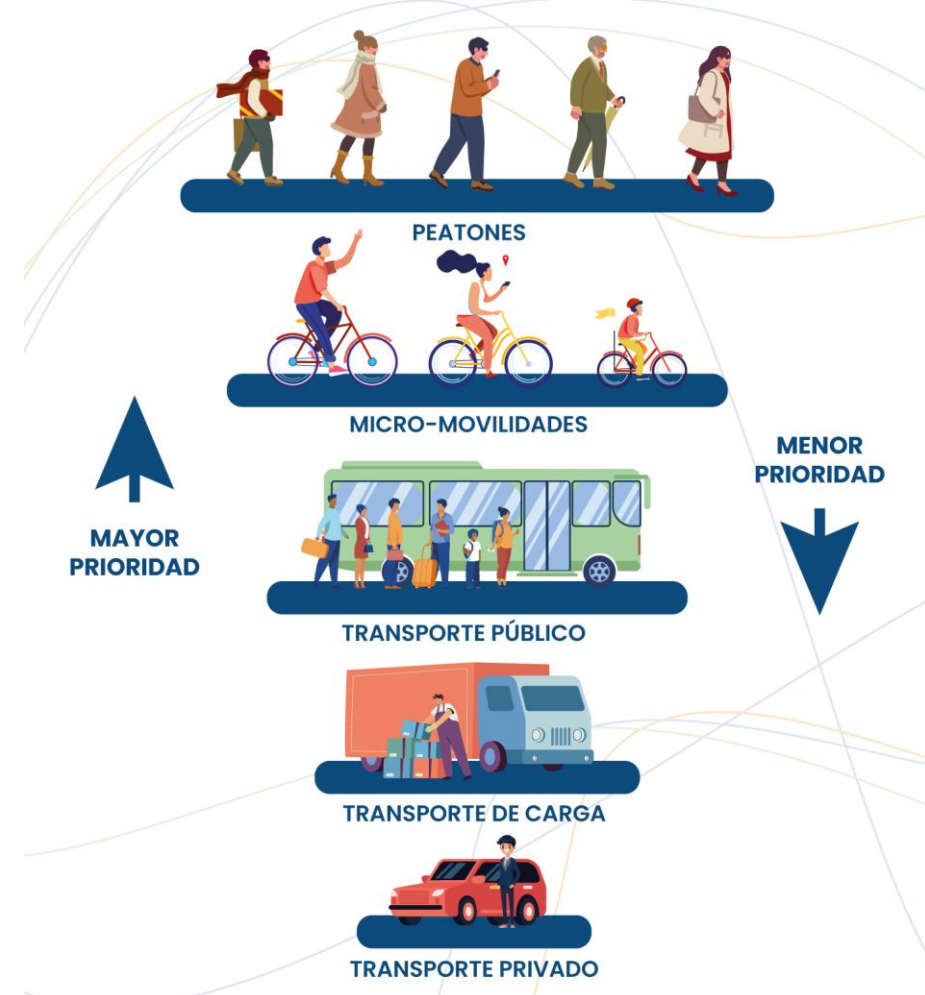 PEATONES
MICRO-MOVILIDADES
MAYOR
PRIORIDAD
MENOR
PRIORIDAD
TRANSPORTE PÚBLICO
TRANSPORTE DE CARGA
TRANSPORTE PRIVADO